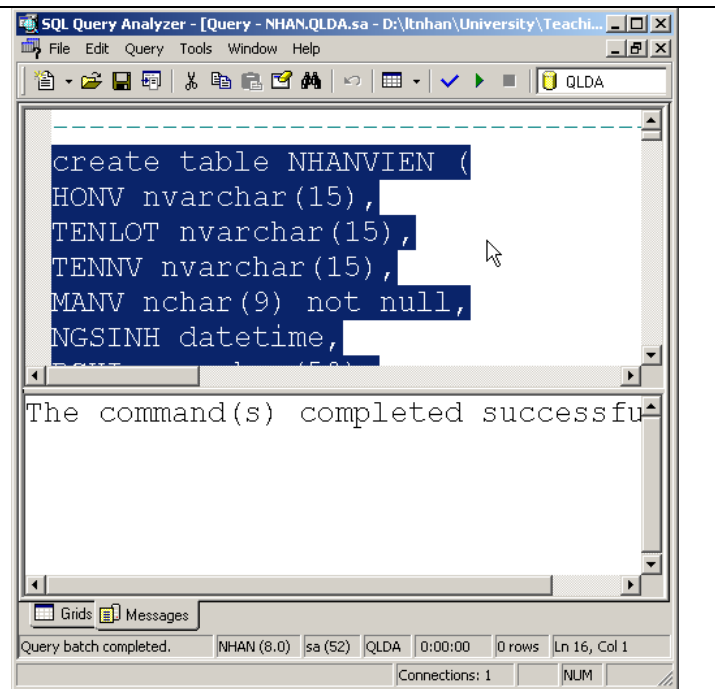 SQL Query Analyzer - [Query - NHAN.QLDA.sa - D:\ltnhan\University\Teachi...
File Edit Query Tools Window Help
QLDA
create table NHANVIEN (
HONV nvarchar(15),
TENLOT nvarchar(15),
TENNV nvarchar(15),
MANV nchar(9) not null,
NGSINH datetime,
The command(s) completed successfu
Grids Messages
Query batch completed. NHAN (8.0) sa (52) QLDA 0:00:00 0 rows Ln 16, Col 1
Connections: 1 NUM